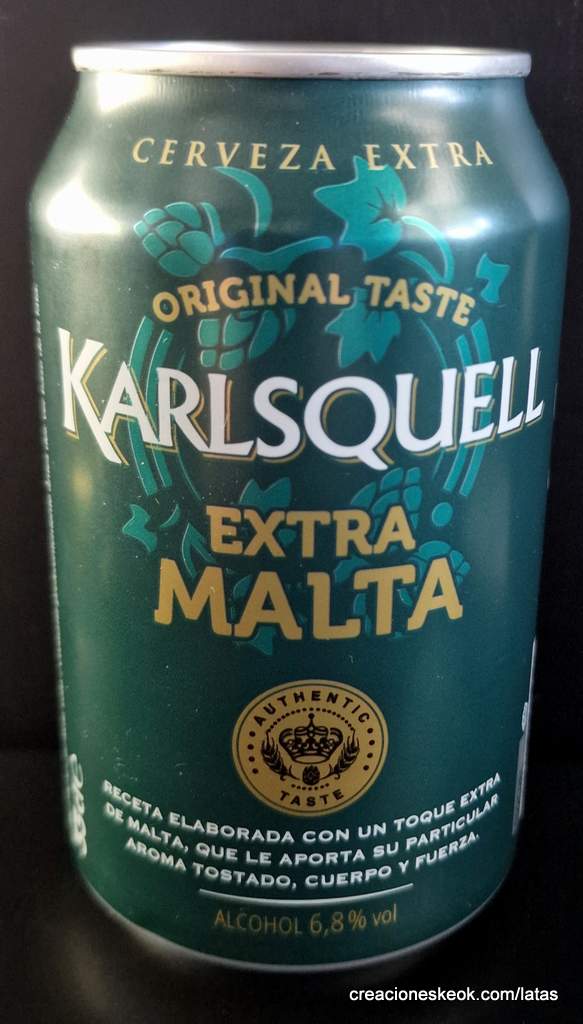 CERVEZA EXTRA
ORIGINAL TASTE
KARLSQUELL
EXTRA
MALTA
AUTHENTIC
TASTE
RECETA ELABORADA CON UN TOQUE EXTRA
DE MALTA, QUE LE APORTA SU PARTICULAR
AROMA TOSTADO, CUERPO Y FUERZA.
ALCOHOL 6,8 % vol
creacioneskeok.com/latas